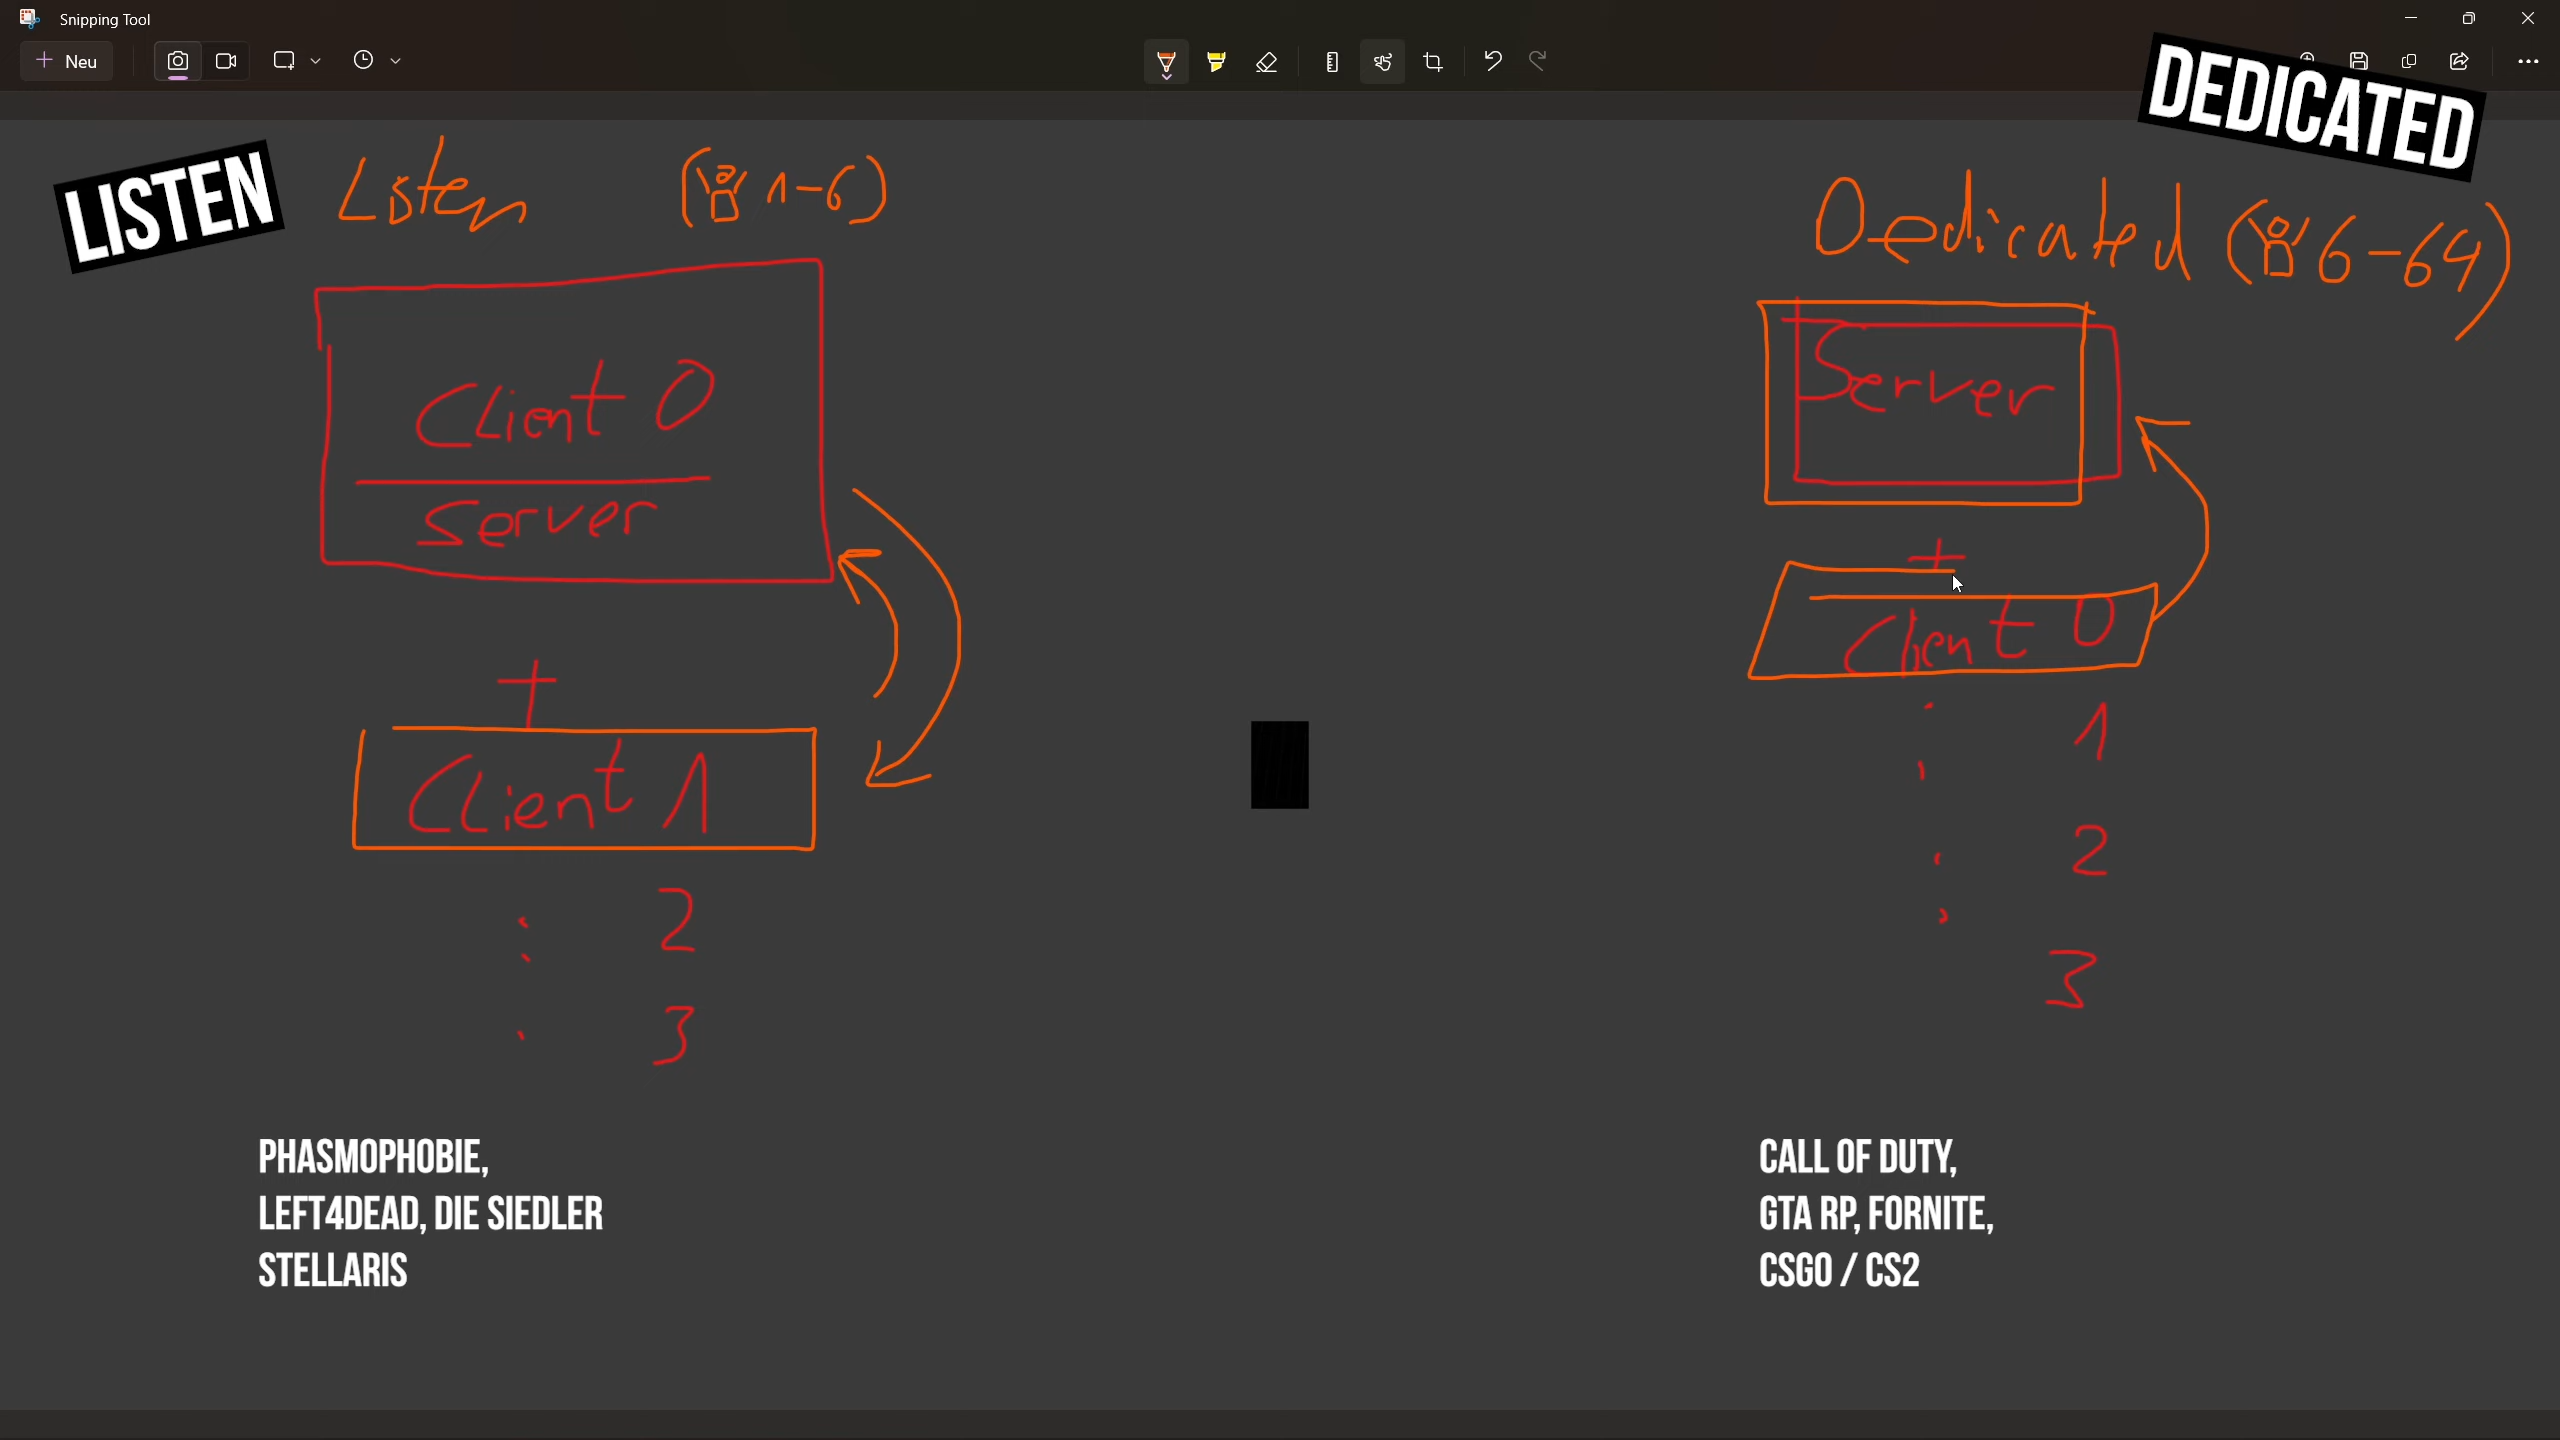 Snipping Tool
Neu
LISTEN
Listen (1-6)
Client 0
Server
+
Client 1
: 2
. 3
PHASMOPHOBIE,
LEFT4DEAD, DIE SIEDLER
STELLARIS
DEDICATED
Dedicated (6-64)
Server
+
Client 0
1
2
3
CALL OF DUTY,
GTA RP, FORNITE,
CSGO / CS2